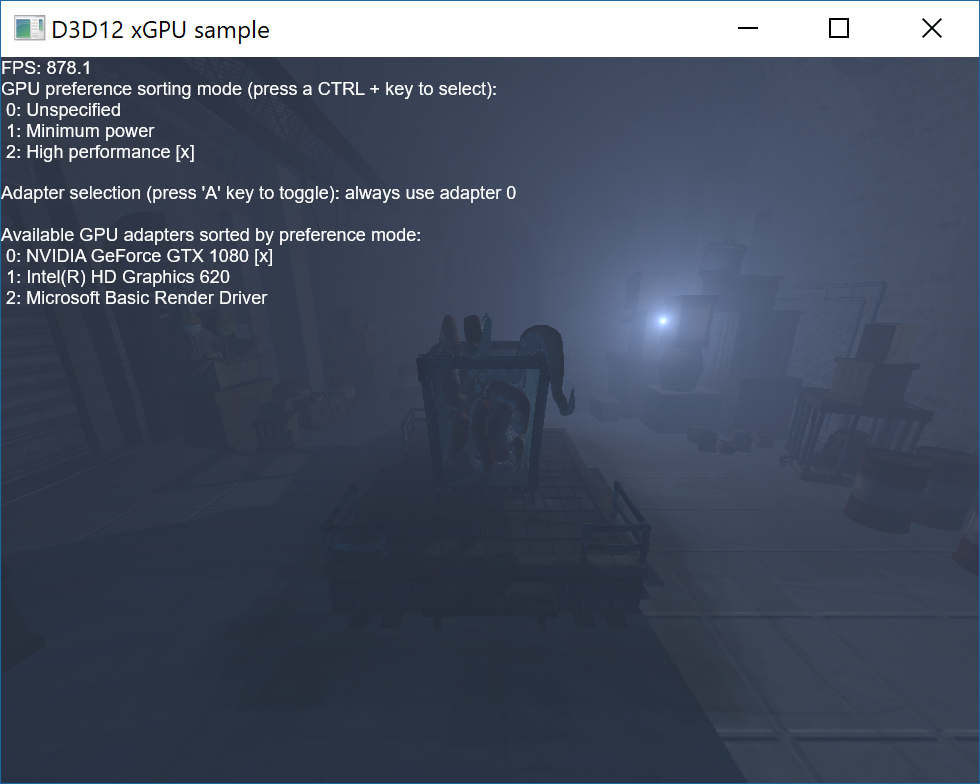 D3D12 xGPU sample
FPS: 878.1
GPU preference sorting mode (press a CTRL + key to select):
0: Unspecified
1: Minimum power
2: High performance [x]
Adapter selection (press 'A' key to toggle): always use adapter 0
Available GPU adapters sorted by preference mode:
0: NVIDIA GeForce GTX 1080 [x]
1: Intel(R) HD Graphics 620
2: Microsoft Basic Render Driver